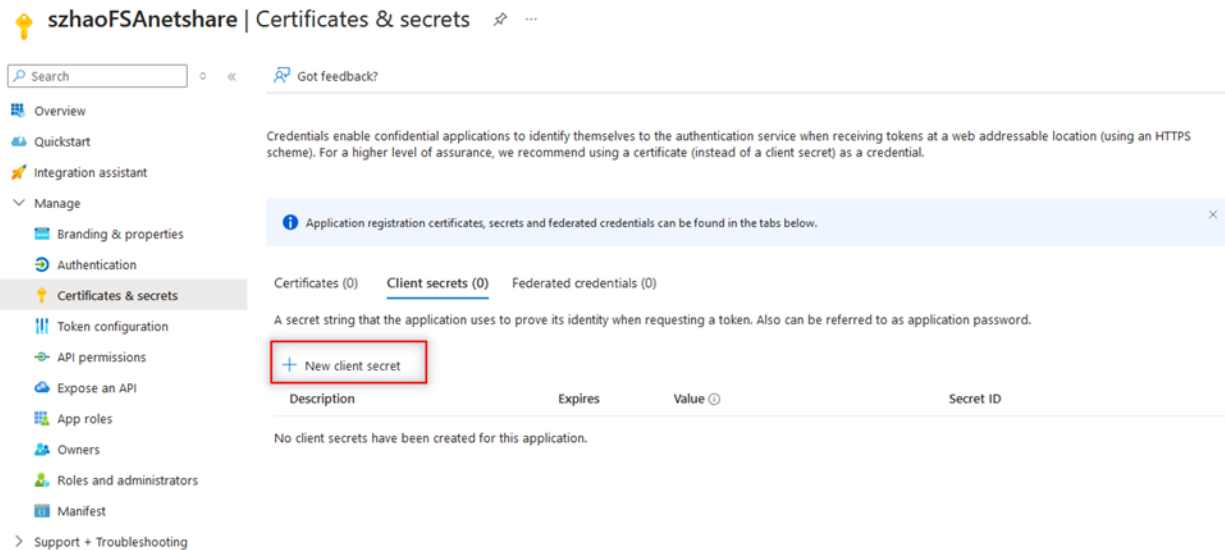 szhaoFSAnetshare | Certificates & secrets
Search
Got feedback?
Overview
Quickstart
Integration assistant
Manage
Branding & properties
Authentication
Certificates & secrets
Token configuration
API permissions
Expose an API
App roles
Owners
Roles and administrators
Manifest
Support + Troubleshooting
Credentials enable confidential applications to identify themselves to the authentication service when receiving tokens at a web addressable location (using an HTTPS
scheme). For a higher level of assurance, we recommend using a certificate (instead of a client secret) as a credential.
Application registration certificates, secrets and federated credentials can be found in the tabs below.
Certificates (0) Client secrets (0) Federated credentials (0)
A secret string that the application uses to prove its identity when requesting a token. Also can be referred to as application password.
New client secret
Description Expires Value Secret ID
No client secrets have been created for this application.